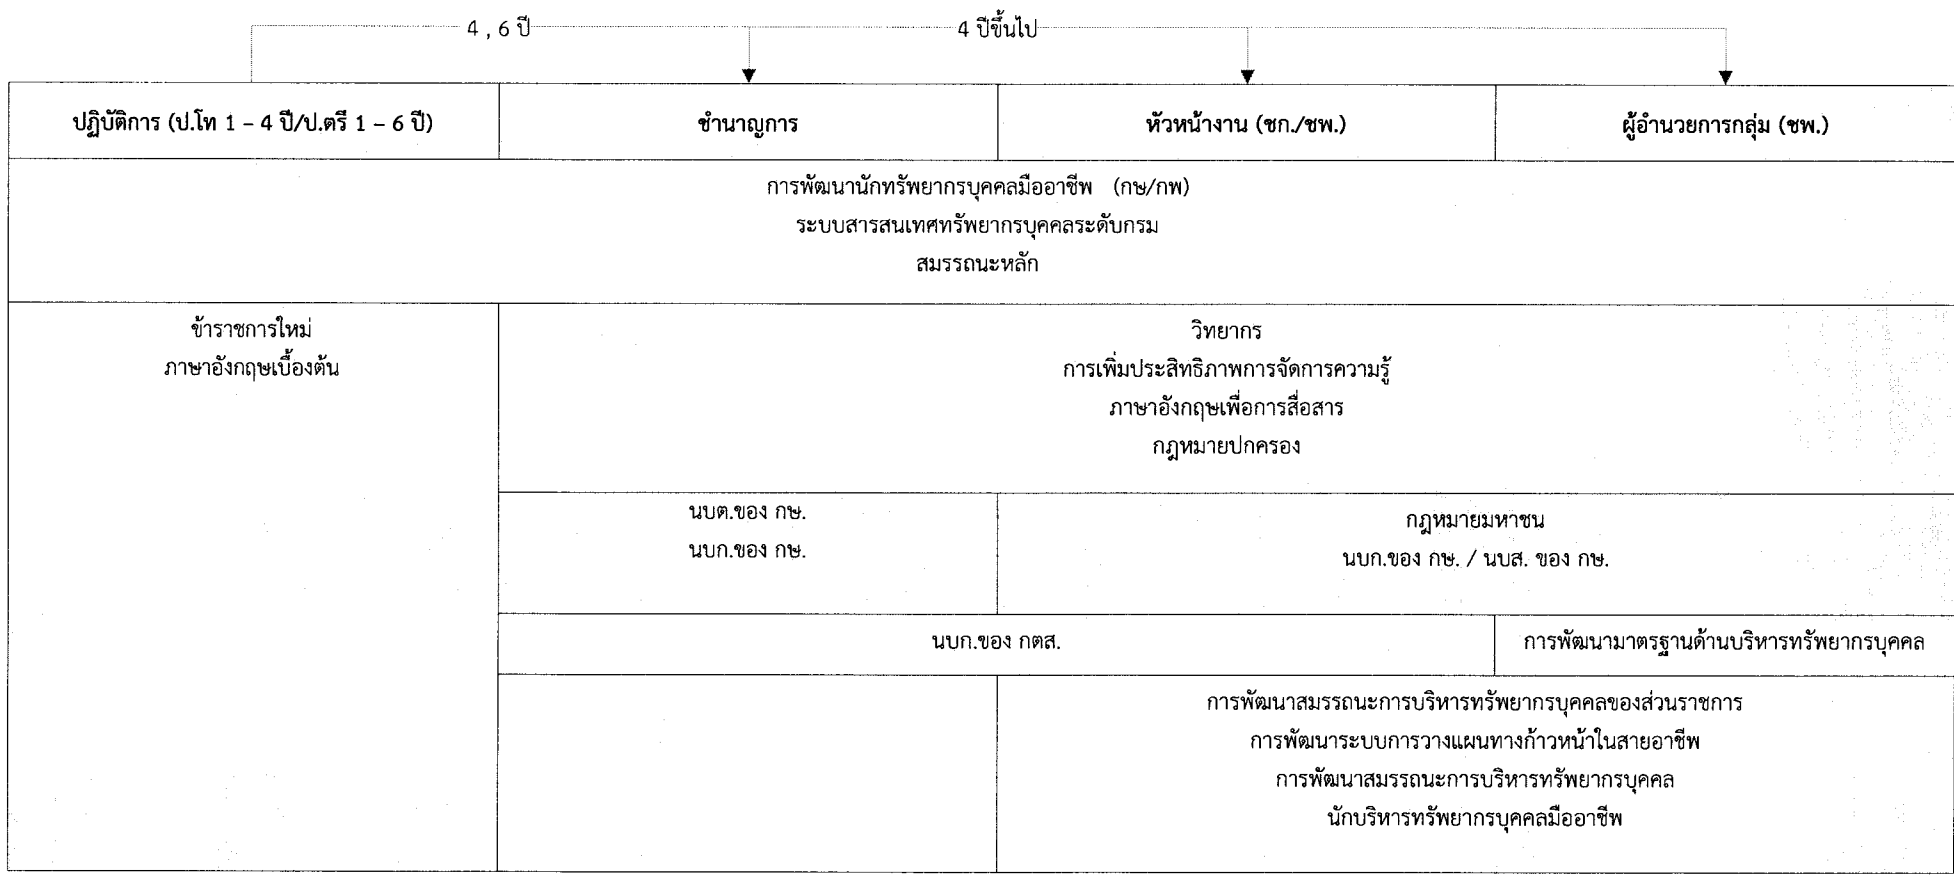 4 , 6 ปี
4 ปีขึ้นไป
ปฏิบัติการ (ป.โท 1 – 4 ปี/ป.ตรี 1 – 6 ปี)
ชำนาญการ
หัวหน้างาน (ชก./ชพ.)
ผู้อำนวยการกลุ่ม (ชพ.)
การพัฒนานักทรัพยากรบุคคลมืออาชีพ (กษ/กพ)
ระบบสารสนเทศทรัพยากรบุคคลระดับกรม
สมรรถนะหลัก
ข้าราชการใหม่
ภาษาอังกฤษเบื้องต้น
วิทยากร
การเพิ่มประสิทธิภาพการจัดการความรู้
ภาษาอังกฤษเพื่อการสื่อสาร
กฎหมายปกครอง
นบต.ของ กษ.
นบก.ของ กษ.
กฎหมายมหาชน
นบก.ของ กษ. / นบส. ของ กษ.
นบก.ของ กตส.
การพัฒนามาตรฐานด้านบริหารทรัพยากรบุคคล
การพัฒนาสมรรถนะการบริหารทรัพยากรบุคคลของส่วนราชการ
การพัฒนาระบบการวางแผนทางก้าวหน้าในสายอาชีพ
การพัฒนาสมรรถนะการบริหารทรัพยากรบุคคล
นักบริหารทรัพยากรบุคคลมืออาชีพ